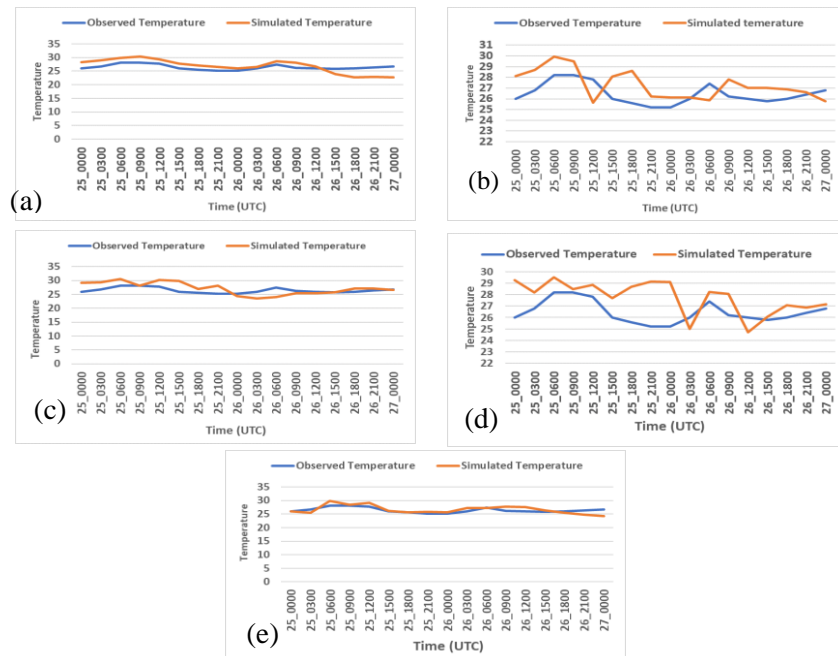 Observed Temperature Simulated Temperature
35
30
25
20
15
10
5
0
Temperature
25_0000 25_0300 25_0600 25_0900 25_1200 25_1500 25_1800 25_2100 26_0000 26_0300 26_0600 26_0900 26_1200 26_1500 26_1800 26_2100 27_0000
Time (UTC)
(a)
Observed Temperature Simulated temerature
31
30
29
28
27
26
25
24
23
22
Temperature
25_0000 25_0300 25_0600 25_0900 25_1200 25_1500 25_1800 25_2100 26_0000 26_0300 26_0600 26_0900 26_1200 26_1500 26_1800 26_2100 27_0000
Time (UTC)
(b)
Observed Temperature Simulated Temperature
35
30
25
20
15
10
5
0
Temperature
25_0000 25_0300 25_0600 25_0900 25_1200 25_1500 25_1800 25_2100 26_0000 26_0300 26_0600 26_0900 26_1200 26_1500 26_1800 26_2100 27_0000
Time (UTC)
(c)
Observed Temperature Simulated Temperature
30
29
28
27
26
25
24
23
22
Temperature
25_0000 25_0300 25_0600 25_0900 25_1200 25_1500 25_1800 25_2100 26_0000 26_0300 26_0600 26_0900 26_1200 26_1500 26_1800 26_2100 27_0000
Time (UTC)
(d)
Observed Temperature Simulated Temperature
35
30
25
20
15
10
5
0
Temperature
25_0000 25_0300 25_0600 25_0900 25_1200 25_1500 25_1800 25_2100 26_0000 26_0300 26_0600 26_0900 26_1200 26_1500 26_1800 26_2100 27_0000
Time (UTC)
(e)